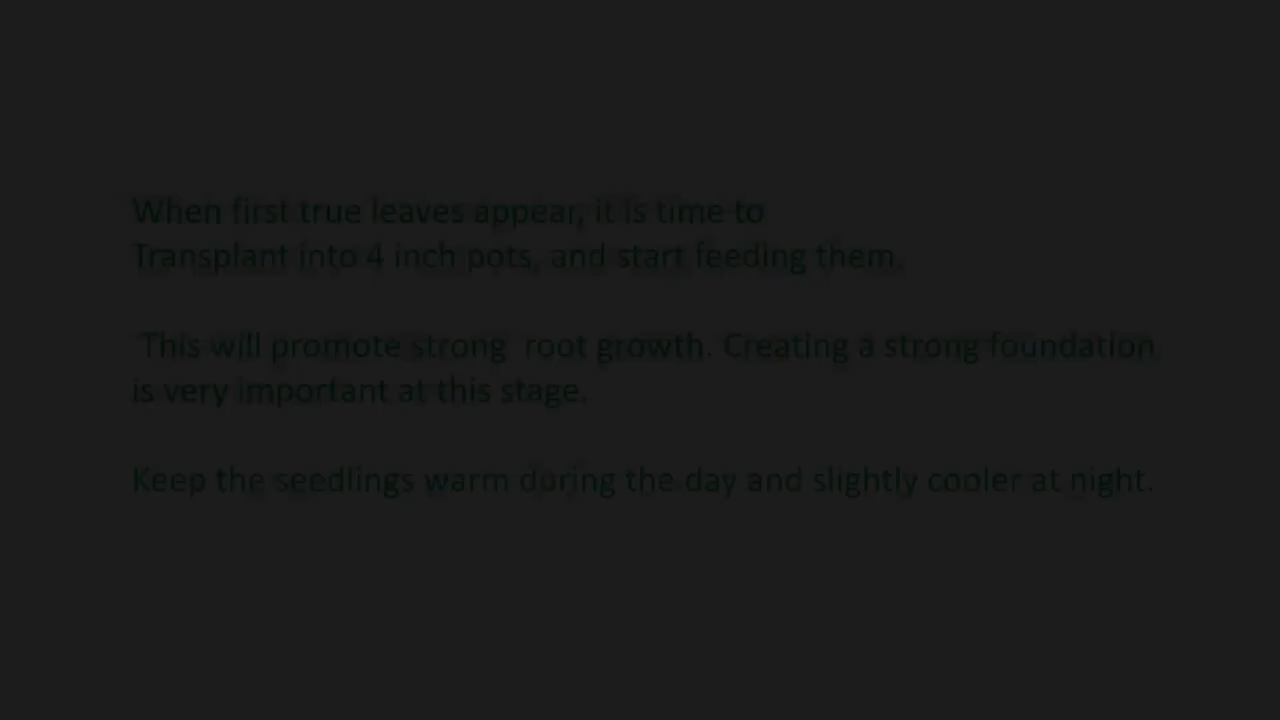 When first true leaves appear, it is time to
Transplant into 4 inch pots, and start feeding them.
This will promote strong  root growth. Creating a strong foundation
is very important at this stage.
Keep the seedlings warm during the day and slightly cooler at night.